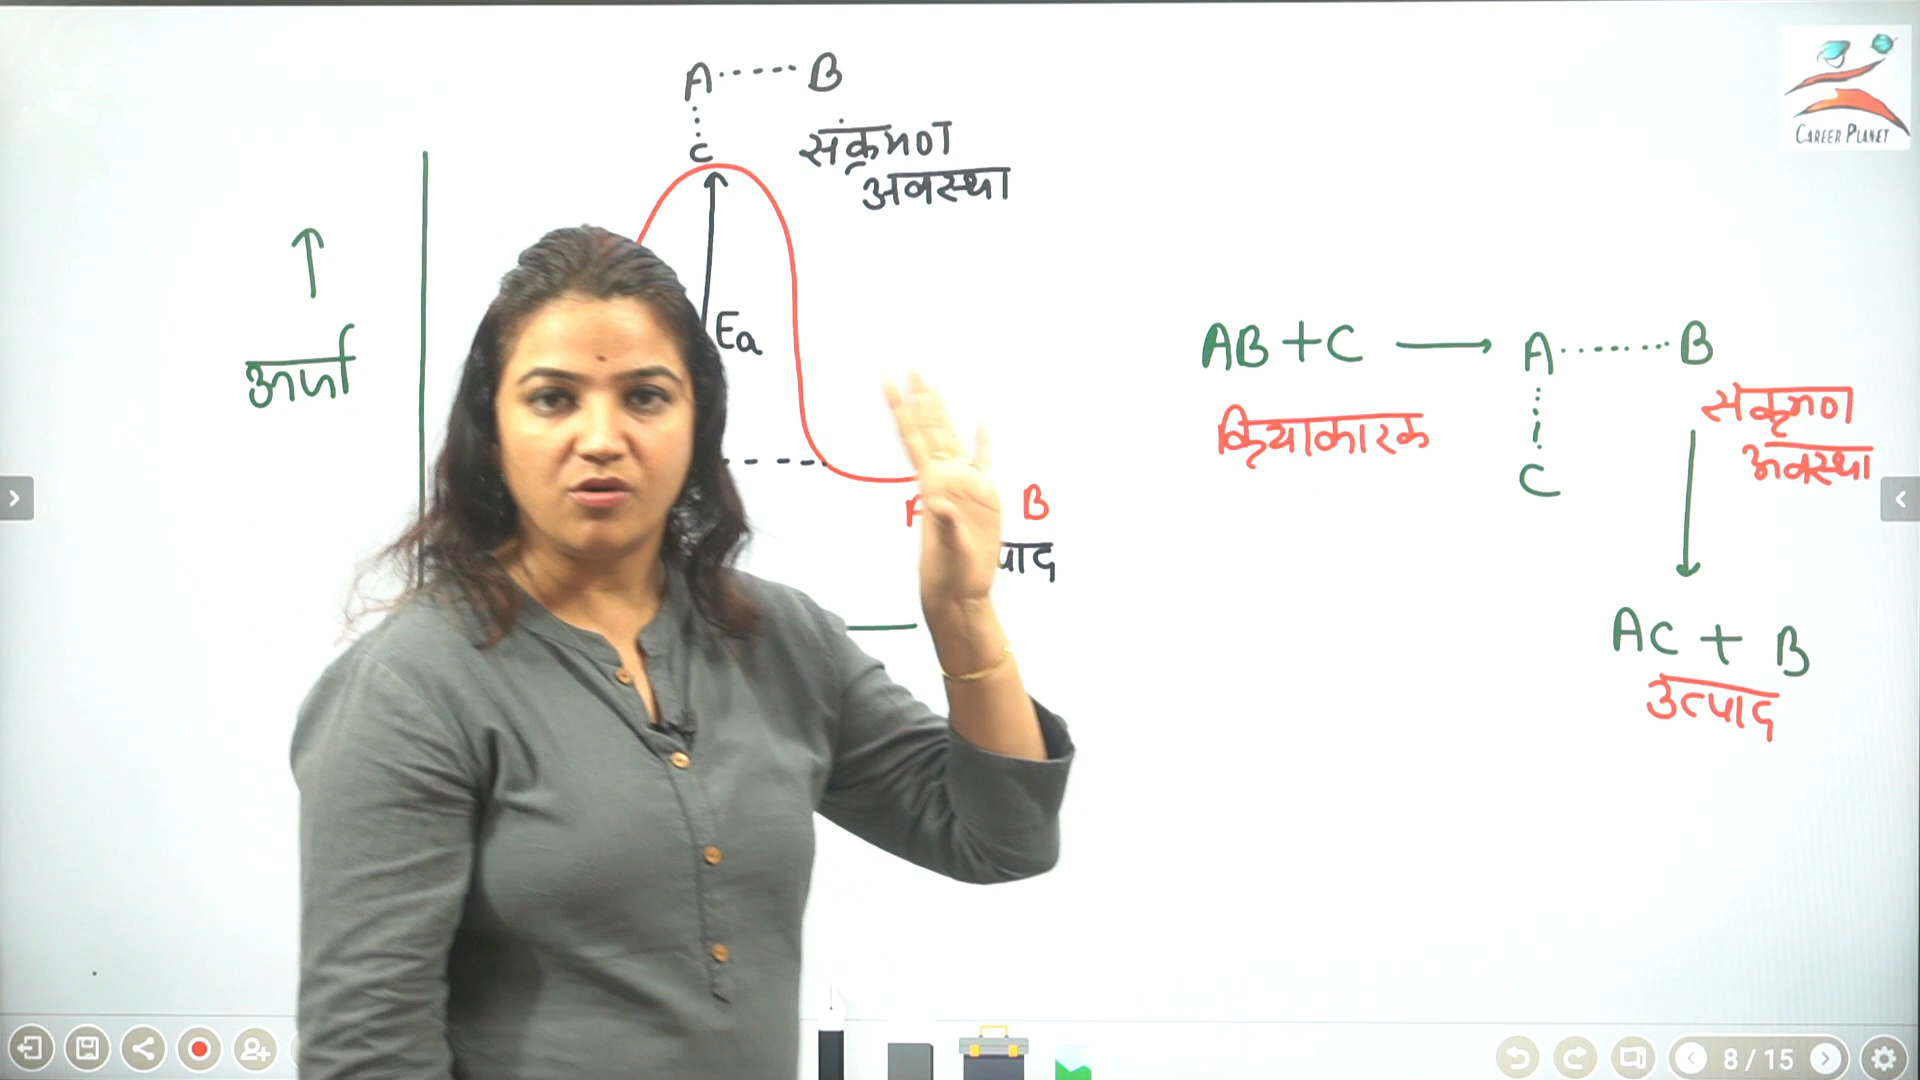 A ······ B
C
संक्रमण
अवस्था
Ea
ऊर्जा
B
AB + C → A ········ B
C
क्रियाकारक
संक्रमण
अवस्था
AC + B
उत्पाद
CAREER PLANET
8 / 15